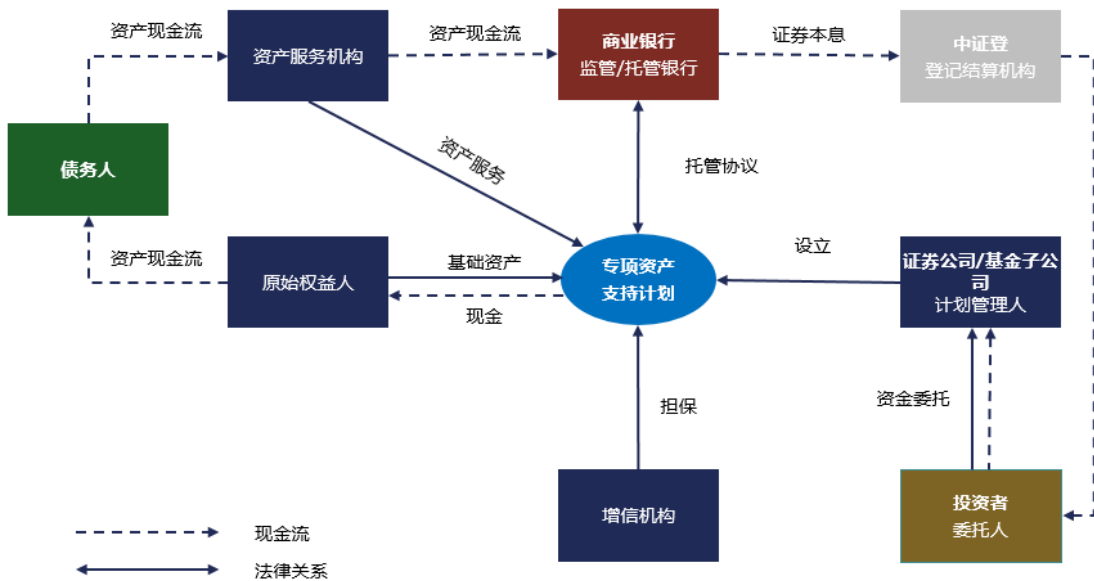 资产现金流
资产服务机构
资产现金流
商业银行
监管/托管银行
证券本息
中证登
登记结算机构
债务人
资产服务
托管协议
资产现金流
原始权益人
基础资产
现金
专项资产
支持计划
设立
证券公司/基金子公
司
计划管理人
担保
资金委托
增信机构
投资者
委托人
现金流
法律关系